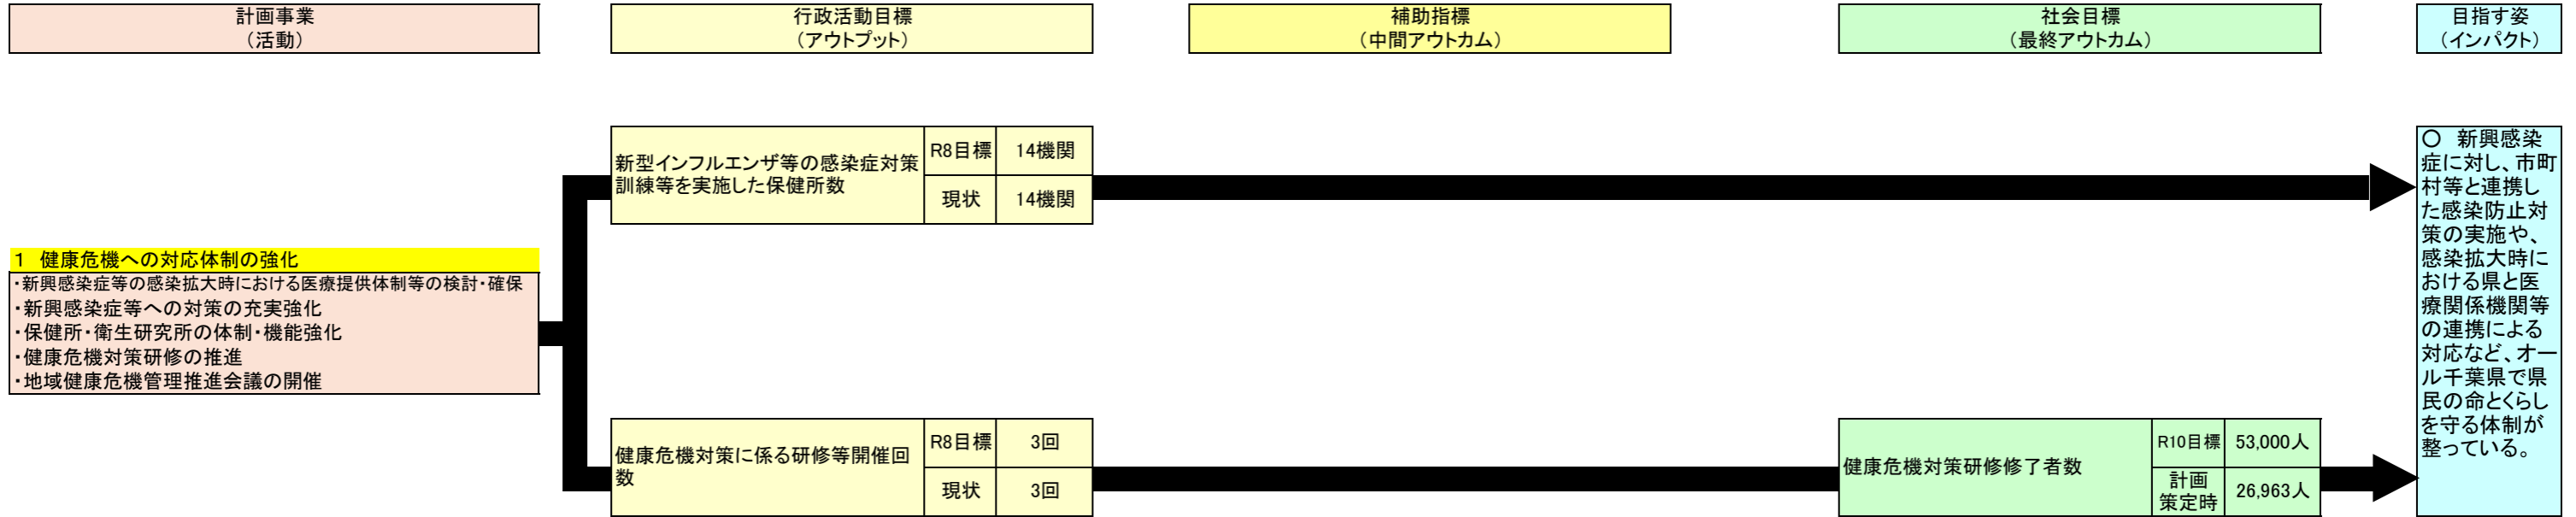 計画事業
（活動）
行政活動目標
（アウトプット）
補助指標
（中間アウトカム）
社会目標
（最終アウトカム）
目指す姿
（インパクト）
1　健康危機への対応体制の強化
・新興感染症等の感染拡大時における医療提供体制等の検討・確保
・新興感染症等への対策の充実強化
・保健所・衛生研究所の体制・機能強化
・健康危機対策研修の推進
・地域健康危機管理推進会議の開催
新型インフルエンザ等の感染症対策
訓練等を実施した保健所数
R8目標
14機関
現状
14機関
健康危機対策に係る研修等開催回
数
R8目標
3回
現状
3回
健康危機対策研修修了者数
R10目標
53,000人
計画
策定時
26,963人
〇　新興感染
症に対し、市町
村等と連携し
た感染防止対
策の実施や、
感染拡大時に
おける県と医
療関係機関等
の連携による
対応など、オー
ル千葉県で県
民の命とくらし
を守る体制が
整っている。